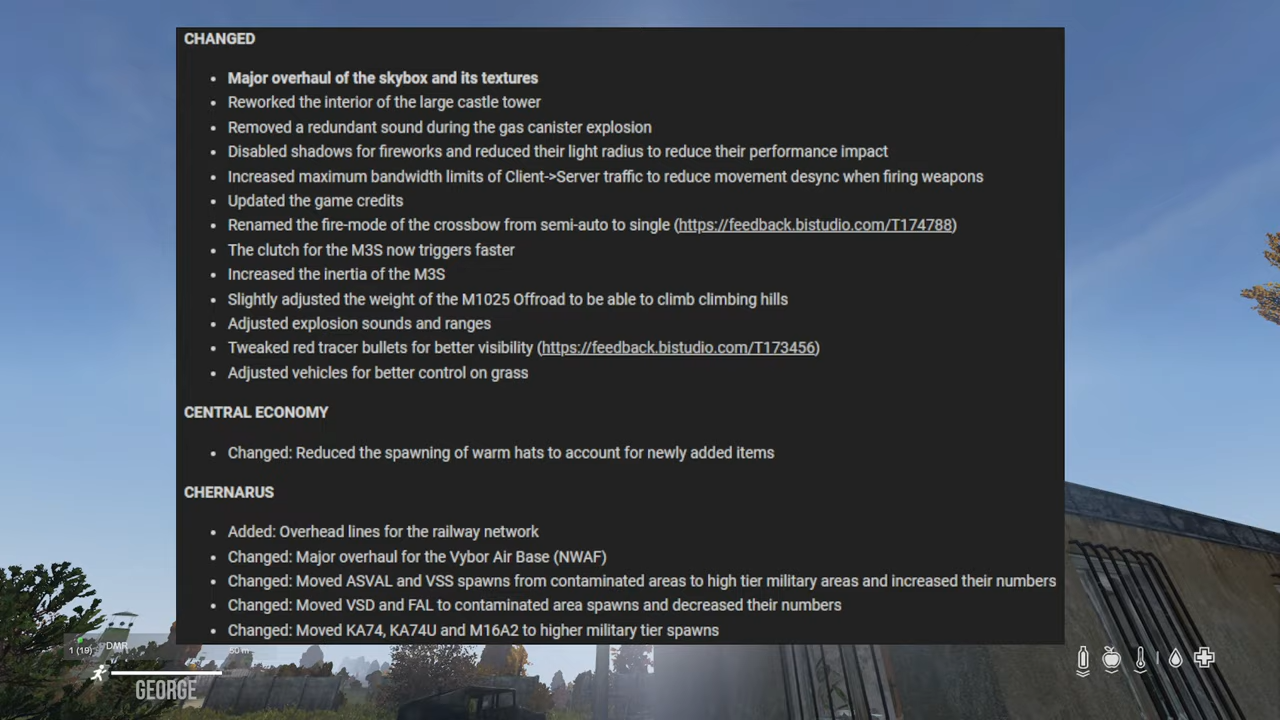 CHANGED
• Major overhaul of the skybox and its textures
• Reworked the interior of the large castle tower
• Removed a redundant sound during the gas canister explosion
• Disabled shadows for fireworks and reduced their light radius to reduce their performance impact
• Increased maximum bandwidth limits of Client->Server traffic to reduce movement desync when firing weapons
• Updated the game credits
• Renamed the fire-mode of the crossbow from semi-auto to single (https://feedback.bistudio.com/T174788)
• The clutch for the M3S now triggers faster
• Increased the inertia of the M3S
• Slightly adjusted the weight of the M1025 Offroad to be able to climb climbing hills
• Adjusted explosion sounds and ranges
• Tweaked red tracer bullets for better visibility (https://feedback.bistudio.com/T173456)
• Adjusted vehicles for better control on grass
CENTRAL ECONOMY
• Changed: Reduced the spawning of warm hats to account for newly added items
CHERNARUS
• Added: Overhead lines for the railway network
• Changed: Major overhaul for the Vybor Air Base (NWAF)
• Changed: Moved ASVAL and VSS spawns from contaminated areas to high tier military areas and increased their numbers
• Changed: Moved VSD and FAL to contaminated area spawns and decreased their numbers
• Changed: Moved KA74, KA74U and M16A2 to higher military tier spawns
1 (19) DMR 50 m
GEORGE